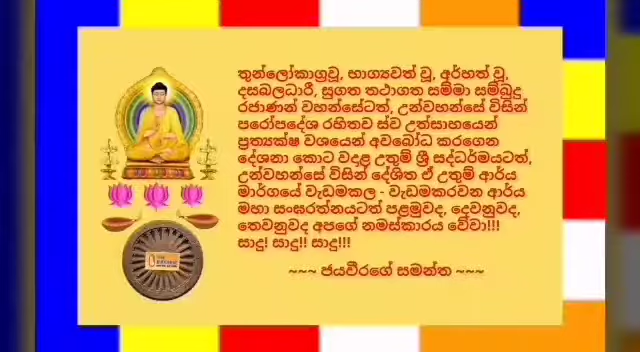 තුන්ලෝකාග්‍රවූ, භාග්‍යවත් වූ, අර්හත් වූ,
දසබලධාරී, සුගත තථාගත සම්මා සම්බුදු
රජාණන් වහන්සේටත්, උන්වහන්සේ විසින්
පරෝපදේශ රහිතව ස්ව උත්සාහයෙන්
ප්‍රත්‍යක්ෂ වශයෙන් අවබෝධ කරගෙන
දේශනා කොට වදාළ උතුම් ශ්‍රී සද්ධර්මයටත්,
උන්වහන්සේ විසින් දේශිත ඒ උතුම් ආර්ය
මාර්ගයේ වැඩමකල - වැඩමකරවන ආර්ය
මහා සංඝරත්නයටත් පළමුවද, දෙවනුවද,
තෙවනුවද අපගේ නමස්කාරය වේවා!!!
සාදු! සාදු!! සාදු!!!
~~~ ජයවීරගේ සමන්ත ~~~